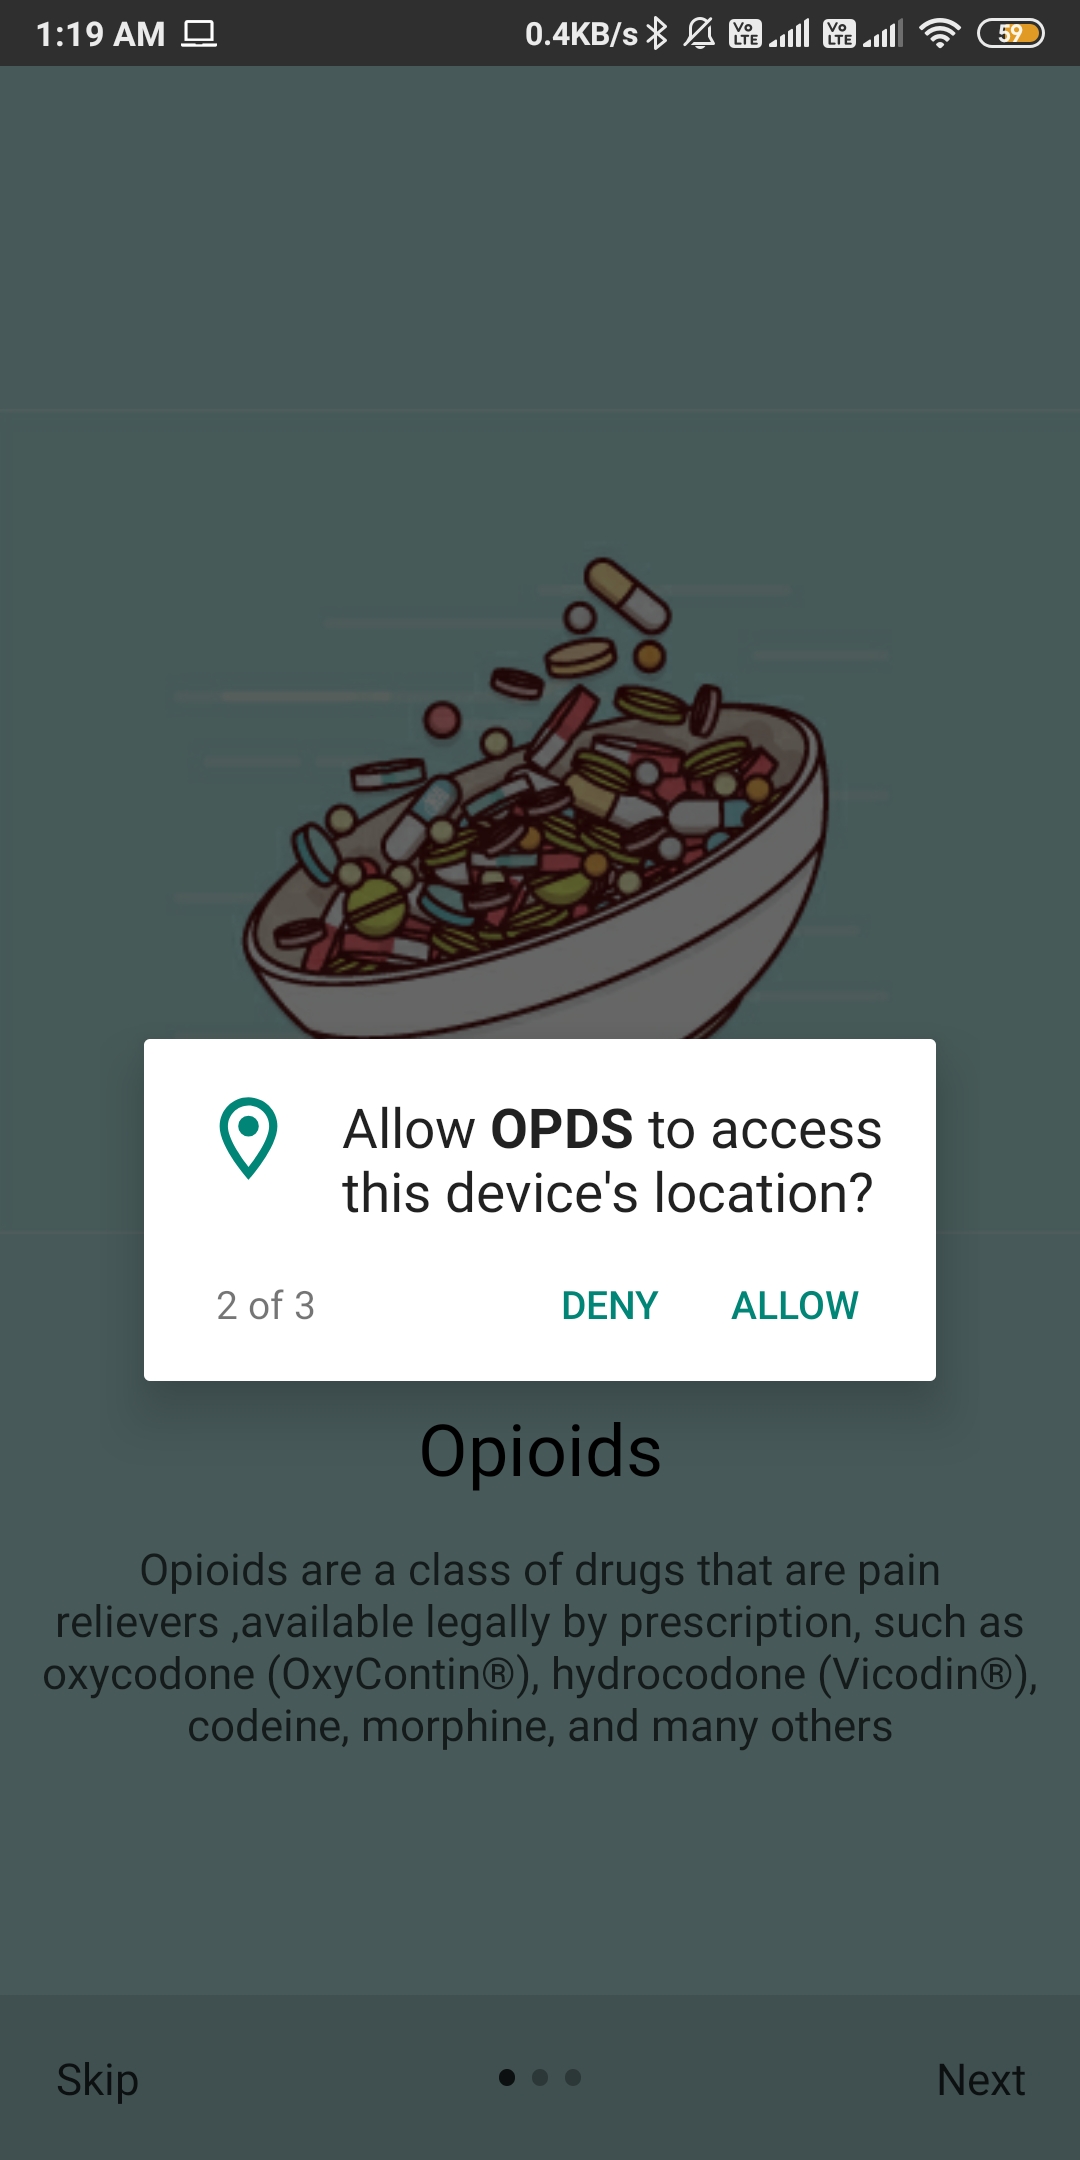 1:19 AM 0.4KB/s Vo LTE Vo LTE 59
Allow OPDS to access
this device's location?
2 of 3 DENY ALLOW
Opioids
Opioids are a class of drugs that are pain
relievers ,available legally by prescription, such as
oxycodone (OxyContin®), hydrocodone (Vicodin®),
codeine, morphine, and many others
Skip Next